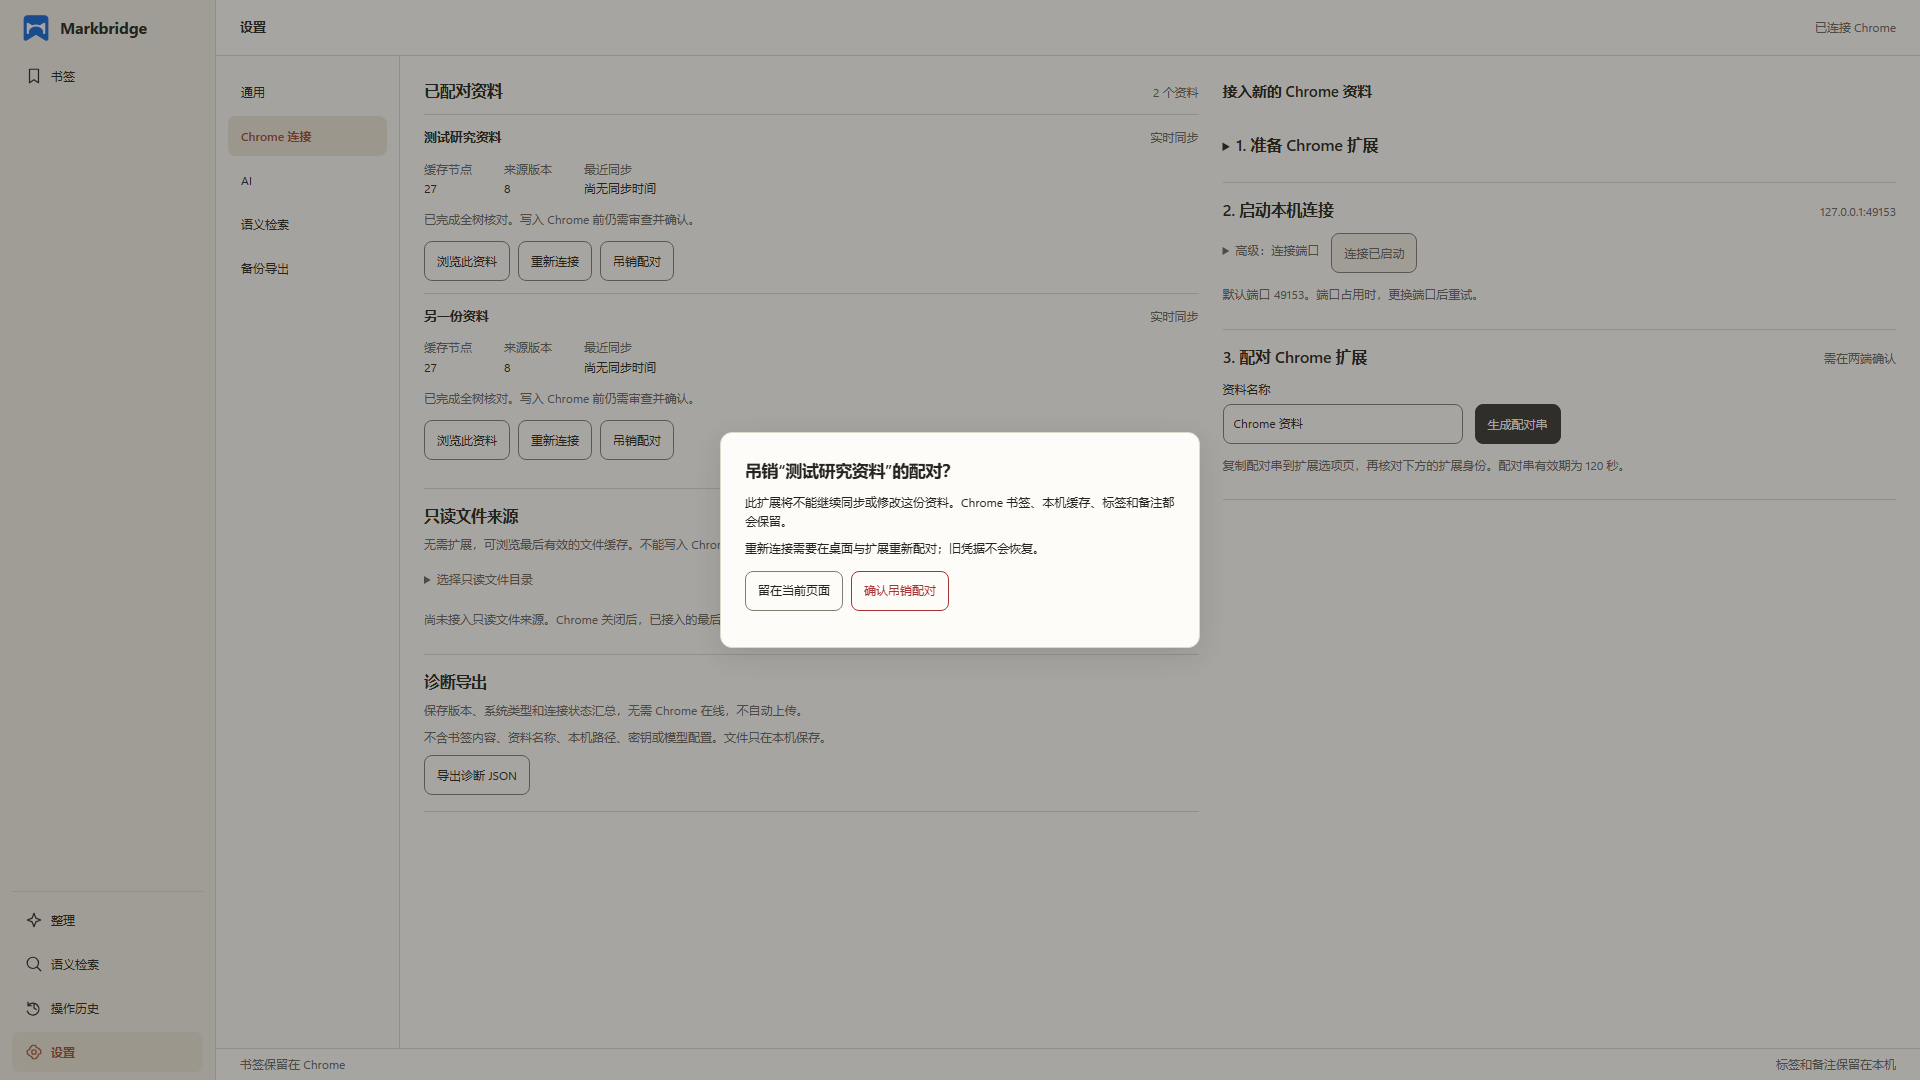 Markbridge
书签
整理
语义检索
操作历史
设置
设置
已连接 Chrome
通用
Chrome 连接
AI
语义检索
备份导出
已配对资料
2 个资料
测试研究资料
实时同步
缓存节点 来源版本 最近同步
27 8 尚无同步时间
已完成全树核对。写入 Chrome 前仍需审查并确认。
浏览此资料 重新连接 吊销配对
另一份资料
实时同步
缓存节点 来源版本 最近同步
27 8 尚无同步时间
已完成全树核对。写入 Chrome 前仍需审查并确认。
浏览此资料 重新连接 吊销配对
只读文件来源
无需扩展，可浏览最后有效的文件缓存。不能写入 Chro
选择只读文件目录
尚未接入只读文件来源。Chrome 关闭后，已接入的最后
诊断导出
保存版本、系统类型和连接状态汇总，无需 Chrome 在线，不自动上传。
不含书签内容、资料名称、本机路径、密钥或模型配置。文件只在本机保存。
导出诊断 JSON
接入新的 Chrome 资料
1. 准备 Chrome 扩展
2. 启动本机连接
127.0.0.1:49153
高级：连接端口 连接已启动
默认端口 49153。端口占用时，更换端口后重试。
3. 配对 Chrome 扩展
需在两端确认
资料名称
Chrome 资料 生成配对串
复制配对串到扩展选项页，再核对下方的扩展身份。配对串有效期为 120 秒。
吊销“测试研究资料”的配对？
此扩展将不能继续同步或修改这份资料。Chrome 书签、本机缓存、标签和备注都
会保留。
重新连接需要在桌面与扩展重新配对；旧凭据不会恢复。
留在当前页面 确认吊销配对
书签保留在 Chrome
标签和备注保留在本机